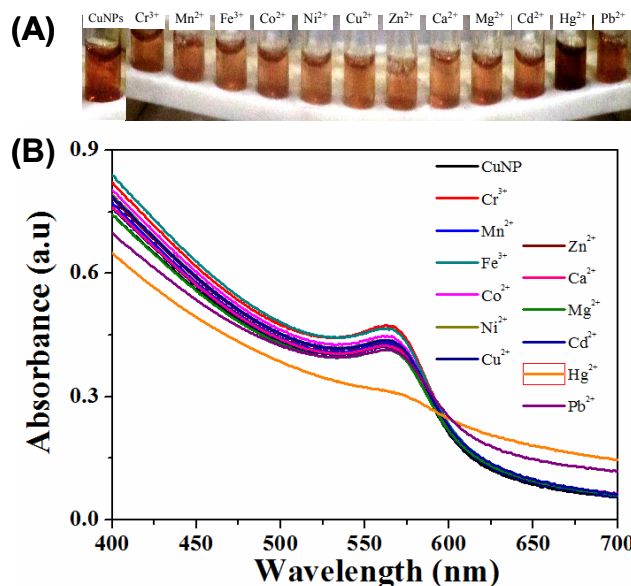 (A)
CuNPs Cr³⁺ Mn²⁺ Fe³⁺ Co²⁺ Ni²⁺ Cu²⁺ Zn²⁺ Ca²⁺ Mg²⁺ Cd²⁺ Hg²⁺ Pb²⁺
(B)
Absorbance (a.u)
0.9
0.6
0.3
0.0
CuNP
Cr³⁺
Mn²⁺
Fe³⁺
Co²⁺
Ni²⁺
Cu²⁺
Zn²⁺
Ca²⁺
Mg²⁺
Cd²⁺
Hg²⁺
Pb²⁺
400 450 500 550 600 650 700
Wavelength (nm)